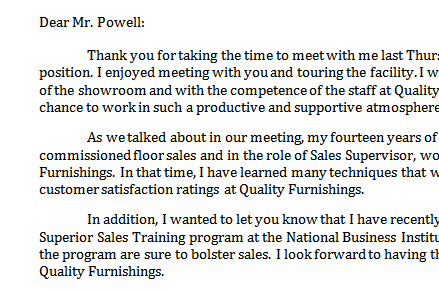 Dear Mr. Powell:
Thank you for taking the time to meet with me last Thurs
position. I enjoyed meeting with you and touring the facility. I w
of the showroom and with the competence of the staff at Quality
chance to work in such a productive and supportive atmosphere
As we talked about in our meeting, my fourteen years of
commissioned floor sales and in the role of Sales Supervisor, wo
Furnishings. In that time, I have learned many techniques that w
customer satisfaction ratings at Quality Furnishings.
In addition, I wanted to let you know that I have recently
Superior Sales Training program at the National Business Institu
the program are sure to bolster sales. I look forward to having th
Quality Furnishings.